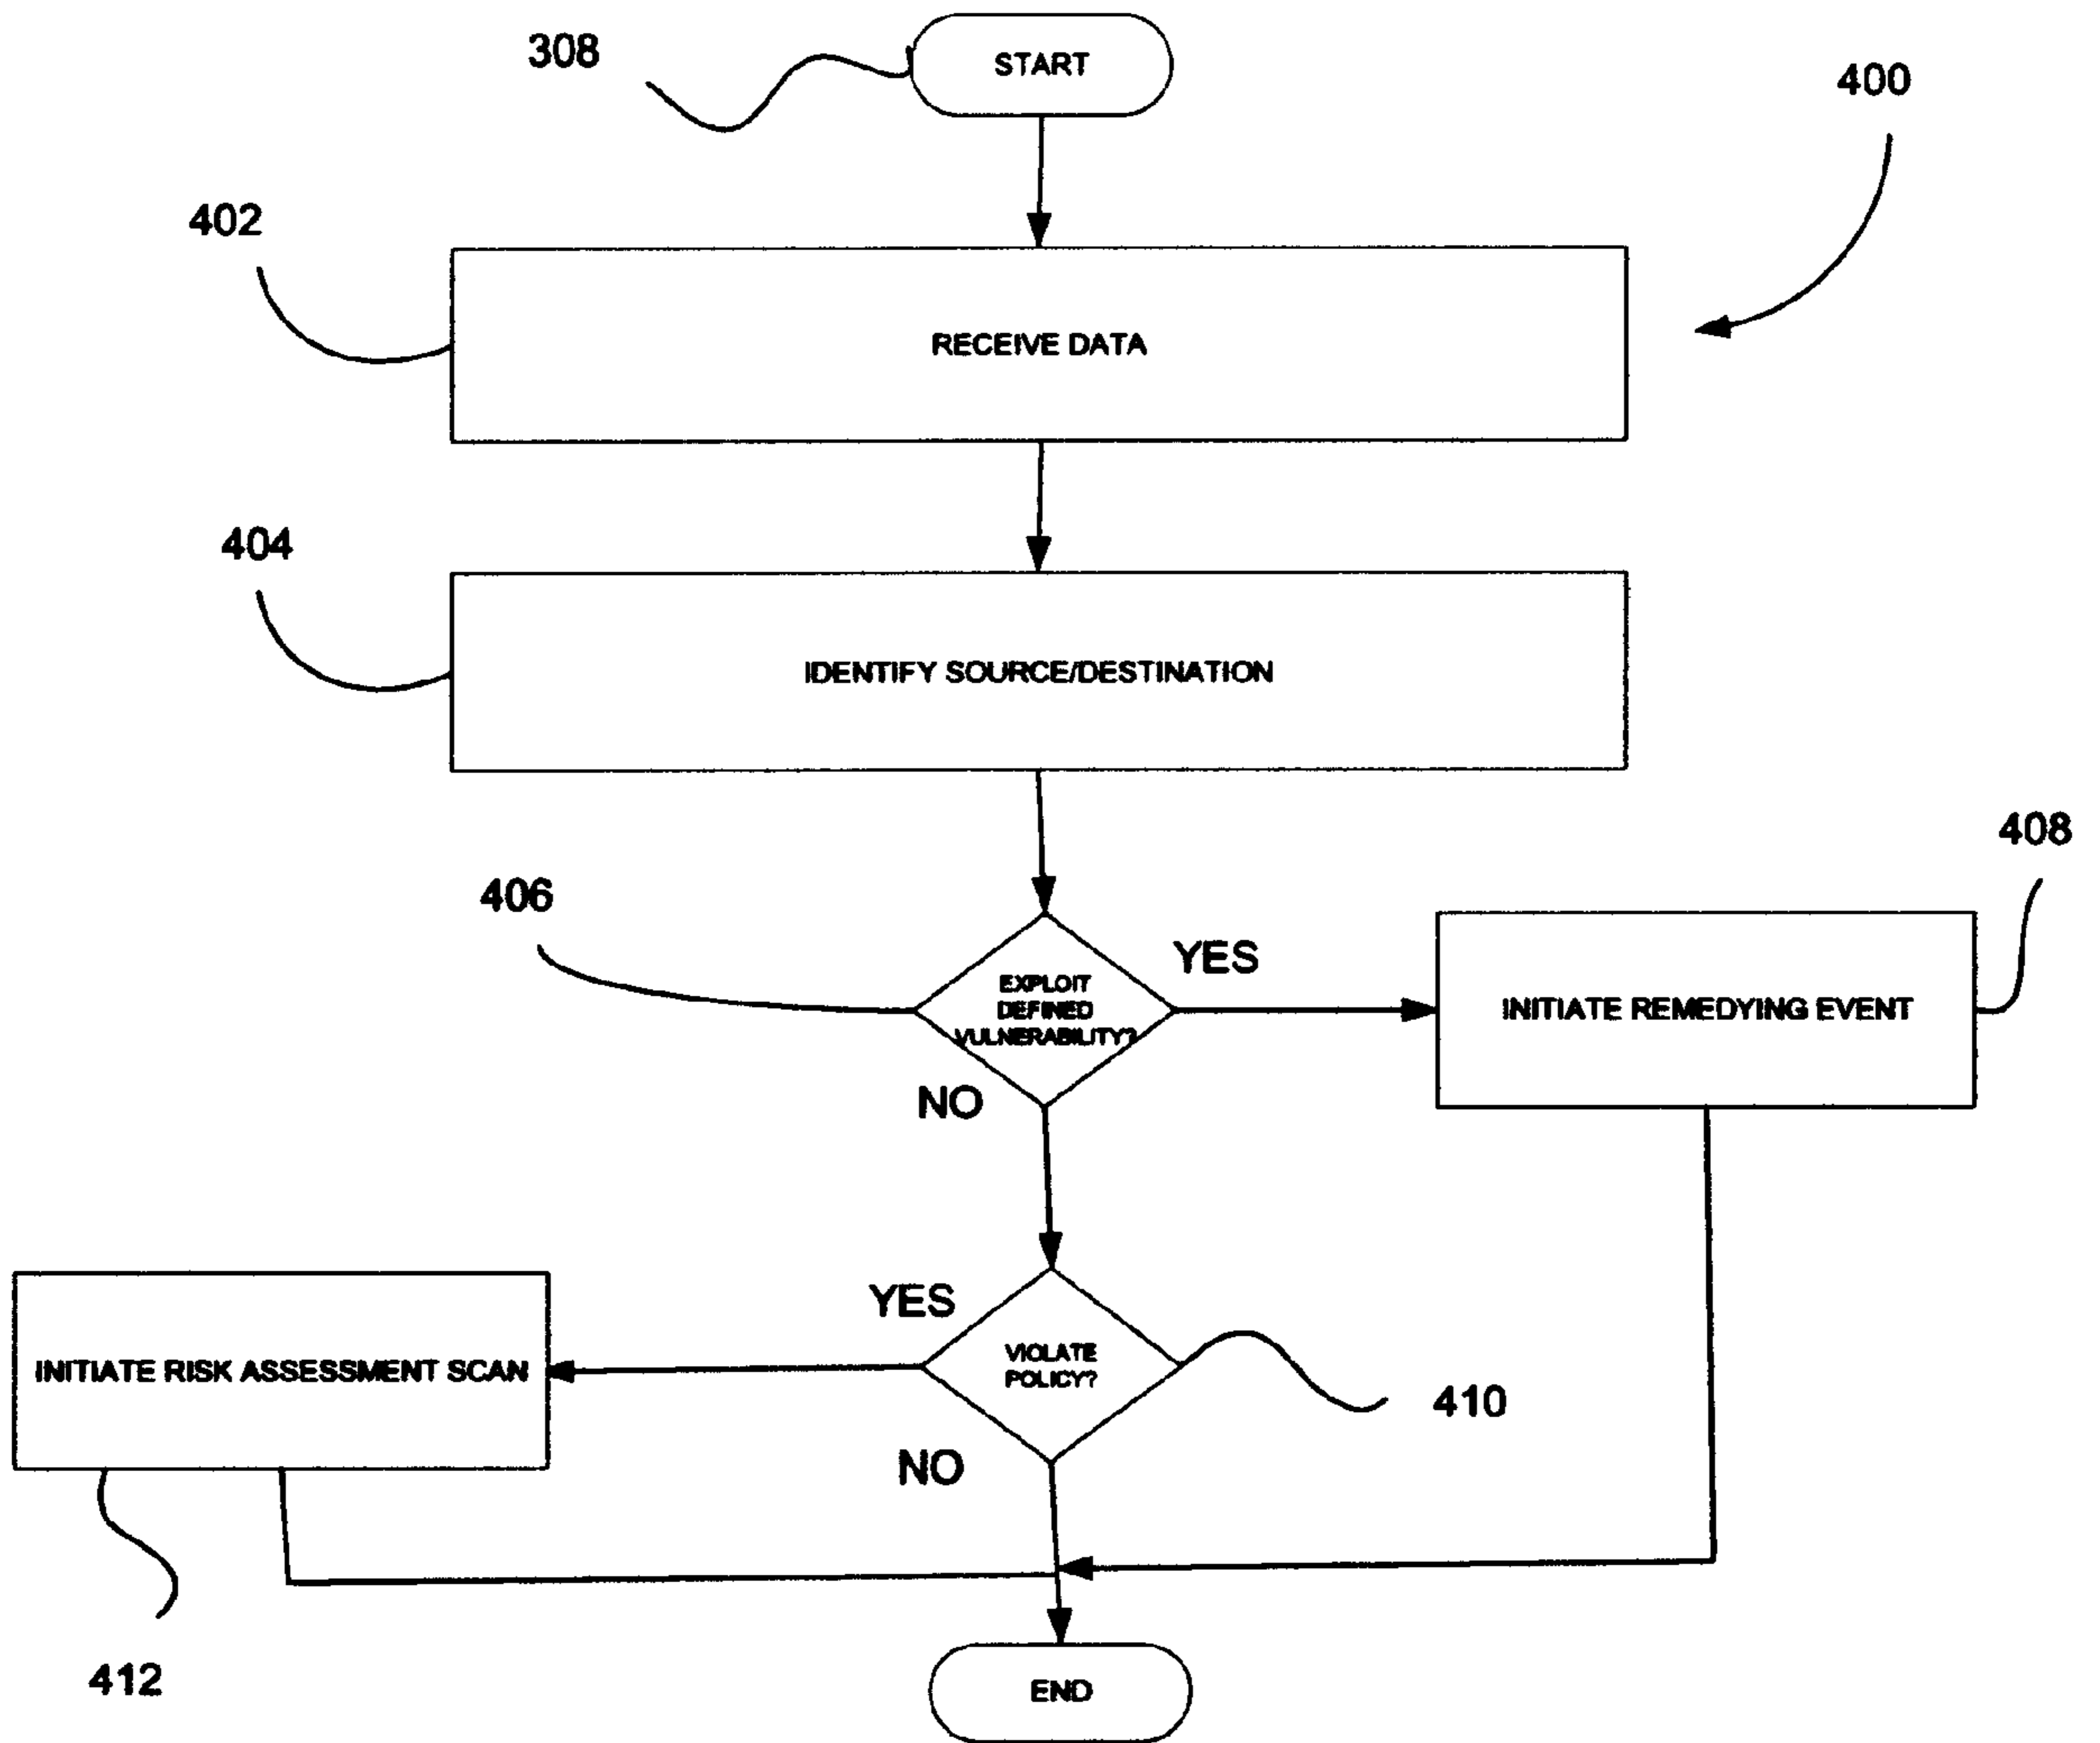 308
START
400
402
RECEIVE DATA
404
IDENTIFY SOURCE/DESTINATION
408
406
YES
EXPLOIT
DEFINED
VULNERABILITY?
INITIATE REMEDYING EVENT
NO
YES
VIOLATE
POLICY?
INITIATE RISK ASSESSMENT SCAN
410
NO
412
END